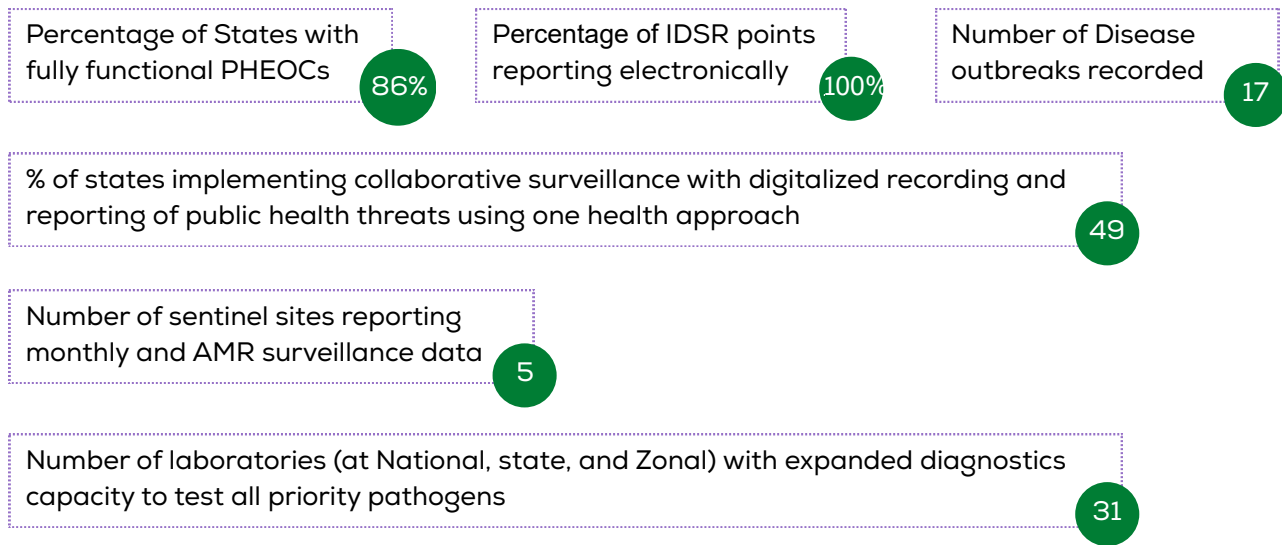 Percentage of States with
fully functional PHEOCs
86%
Percentage of IDSR points
reporting electronically
100%
Number of Disease
outbreaks recorded
17
% of states implementing collaborative surveillance with digitalized recording and
reporting of public health threats using one health approach
49
Number of sentinel sites reporting
monthly and AMR surveillance data
5
Number of laboratories (at National, state, and Zonal) with expanded diagnostics
capacity to test all priority pathogens
31